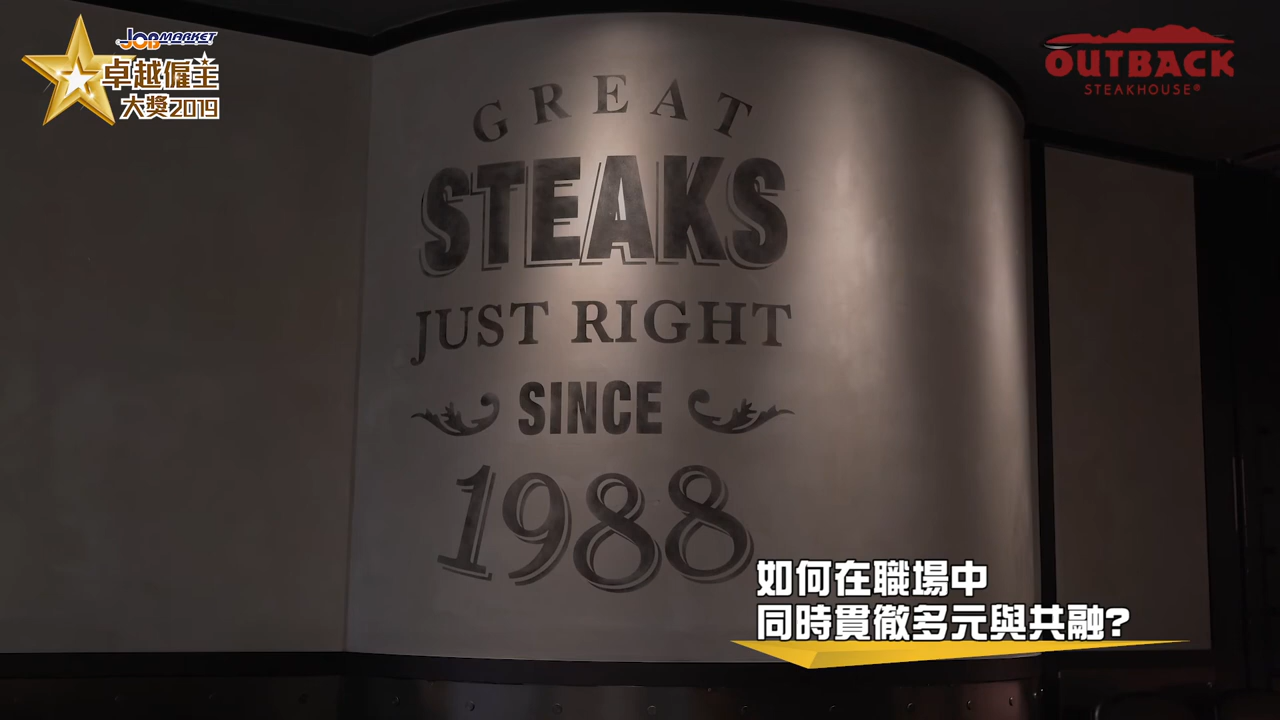 JOB MARKET
卓越僱主
大獎2019
OUTBACK
STEAKHOUSE®
GREAT
STEAKS
JUST RIGHT
SINCE
1988
如何在職場中
同時貫徹多元與共融?